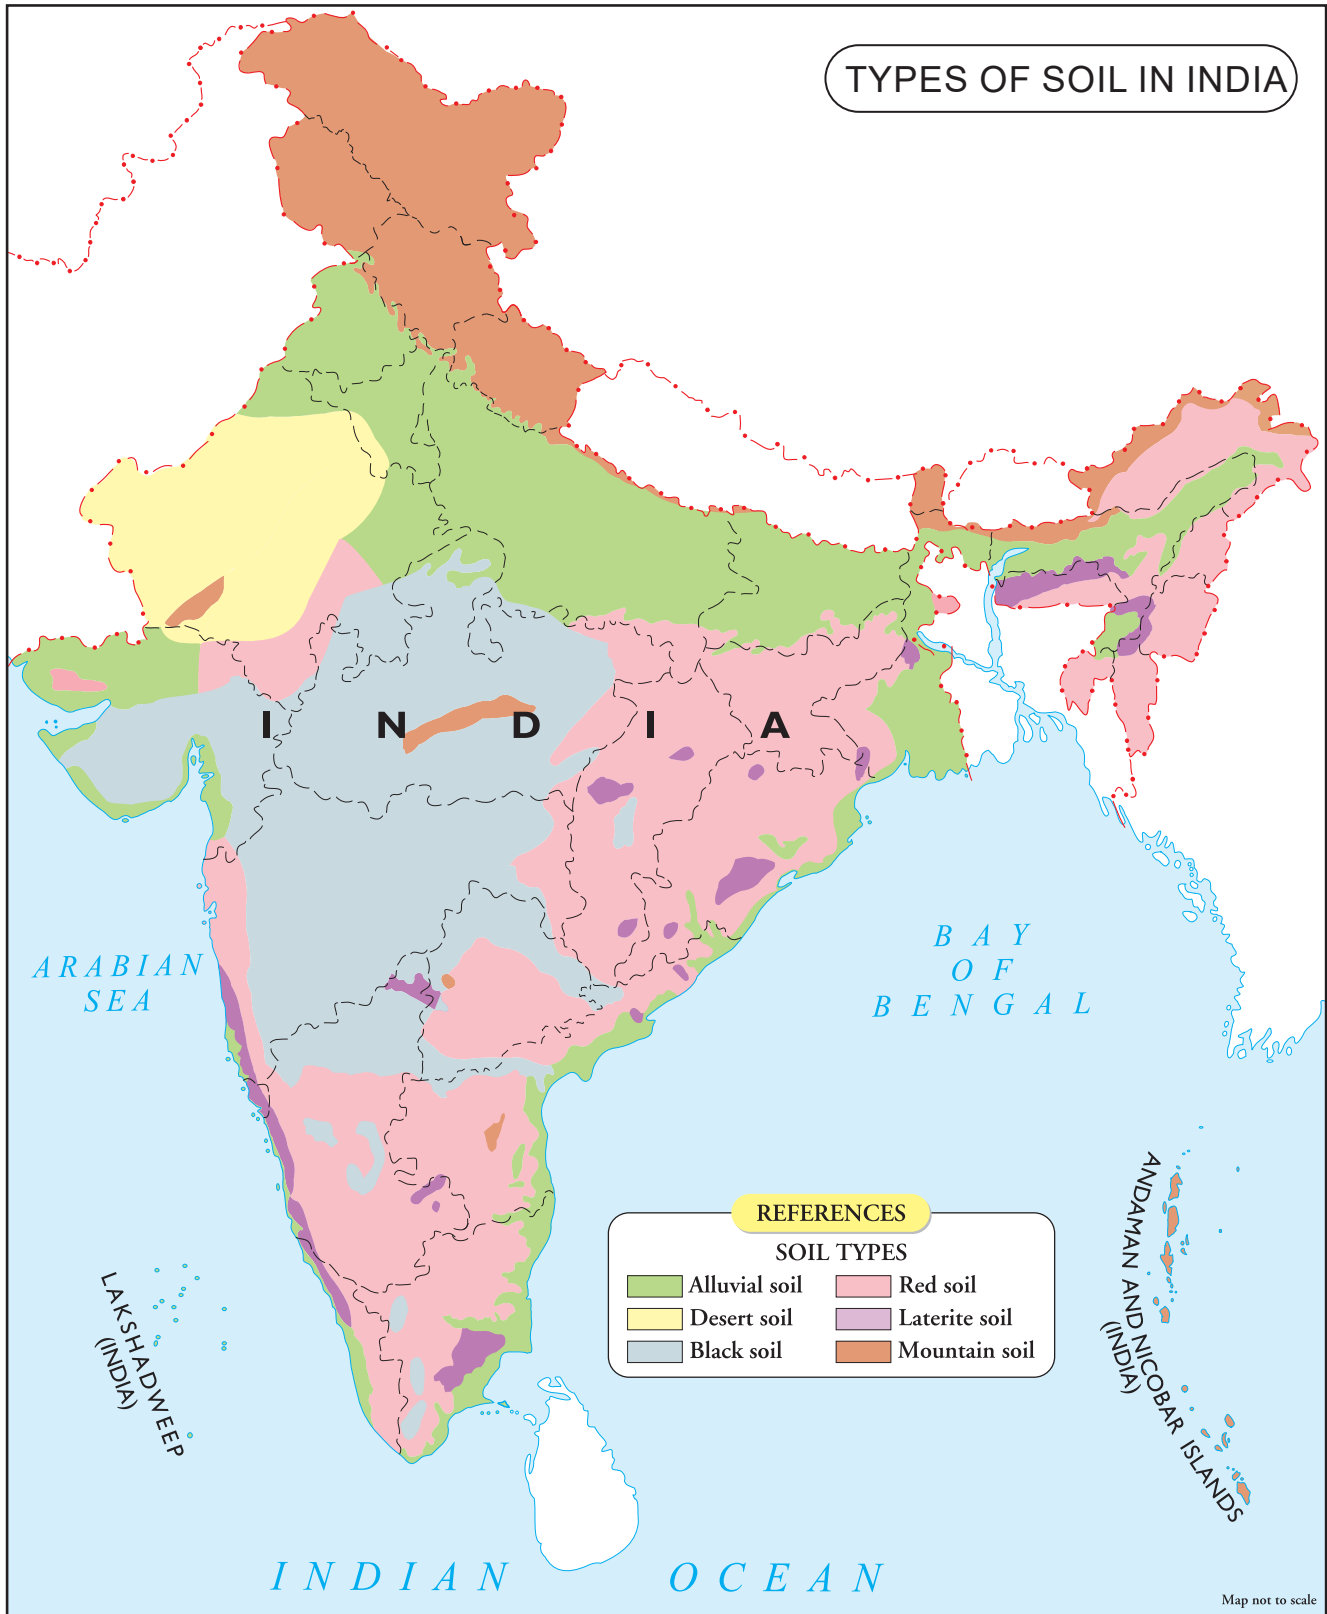 TYPES OF SOIL IN INDIA
I N D I A
ARABIAN
SEA
BAY
OF
BENGAL
REFERENCES
SOIL TYPES
Alluvial soil
Red soil
Desert soil
Laterite soil
Black soil
Mountain soil
LAKSHADWEEP
(INDIA)
ANDAMAN AND NICOBAR ISLANDS
(INDIA)
INDIAN OCEAN
Map not to scale